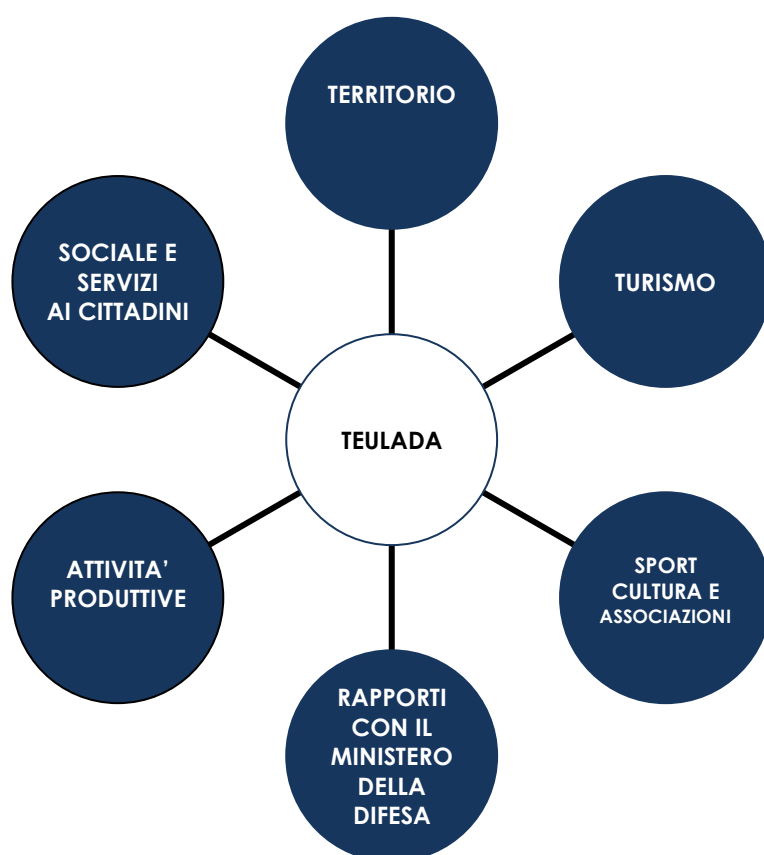 TERRITORIO
SOCIALE E
SERVIZI
AI CITTADINI
TURISMO
TEULADA
ATTIVITA’
PRODUTTIVE
SPORT
CULTURA E
ASSOCIAZIONI
RAPPORTI
CON IL
MINISTERO
DELLA
DIFESA